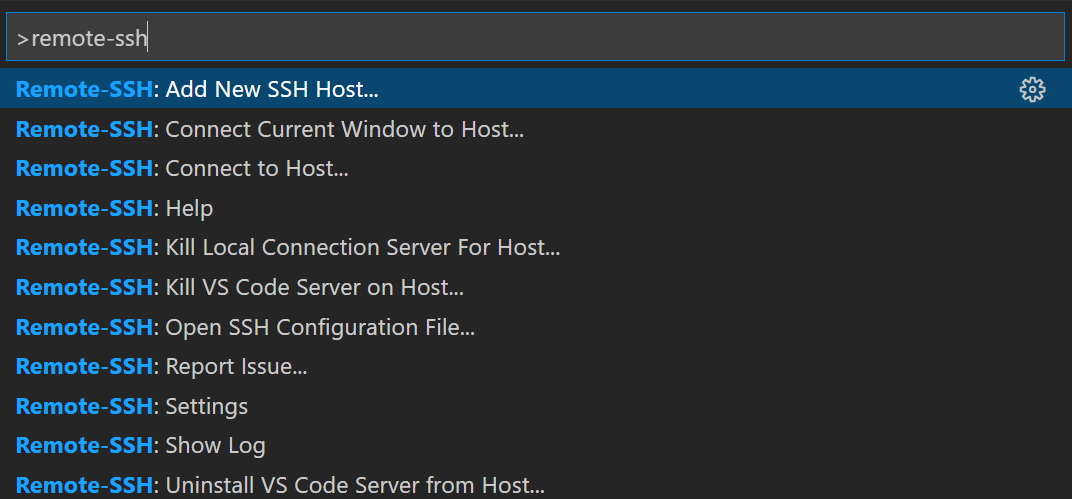 >remote-ssh
Remote-SSH: Add New SSH Host...
Remote-SSH: Connect Current Window to Host...
Remote-SSH: Connect to Host...
Remote-SSH: Help
Remote-SSH: Kill Local Connection Server For Host...
Remote-SSH: Kill VS Code Server on Host...
Remote-SSH: Open SSH Configuration File...
Remote-SSH: Report Issue...
Remote-SSH: Settings
Remote-SSH: Show Log
Remote-SSH: Uninstall VS Code Server from Host...